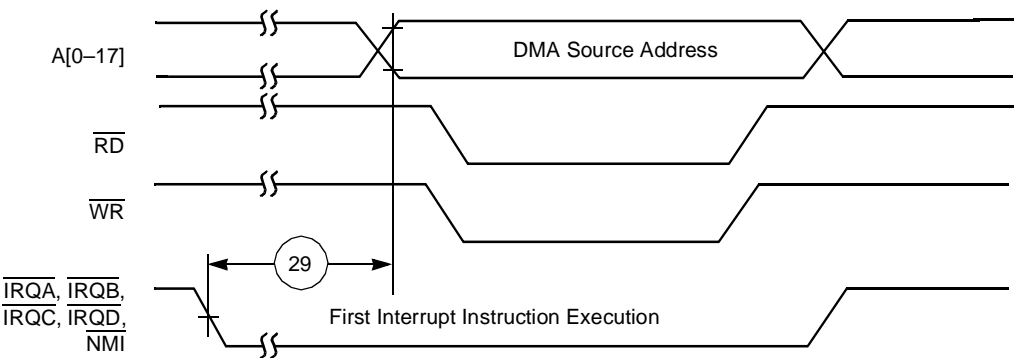 A[0–17]
DMA Source Address
RD
WR
29
IRQA, IRQB,
IRQC, IRQD,
NMI
First Interrupt Instruction Execution